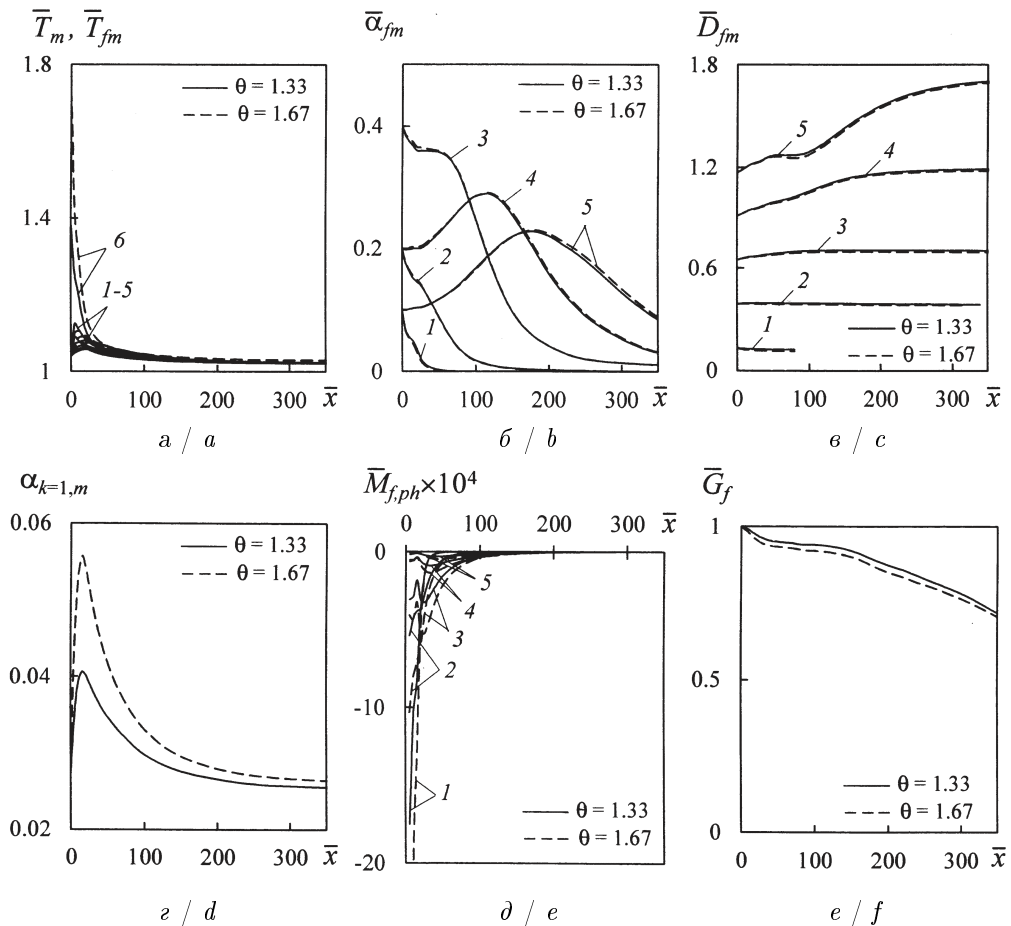 T̅m, T̅fm
1.8
θ = 1.33
θ = 1.67
1.4
6
1-5
1
0 100 200 300 x̅
а / a
α̅fm
θ = 1.33
θ = 1.67
0.4
3
4
5
0.2
2
1
0
0 100 200 300 x̅
б / b
D̅fm
1.8
5
4
1.2
3
0.6
2
1
θ = 1.33
θ = 1.67
0
0 100 200 300 x̅
в / c
αk=1,m
0.06
θ = 1.33
θ = 1.67
0.04
0.02
0 100 200 300 x̅
г / d
M̅f,ph×10⁴
x̅
0 100 300
0
5
4
3
2
-10
1
θ = 1.33
θ = 1.67
-20
д / e
G̅f
1
0.5
θ = 1.33
θ = 1.67
0
0 100 200 300 x̅
е / f